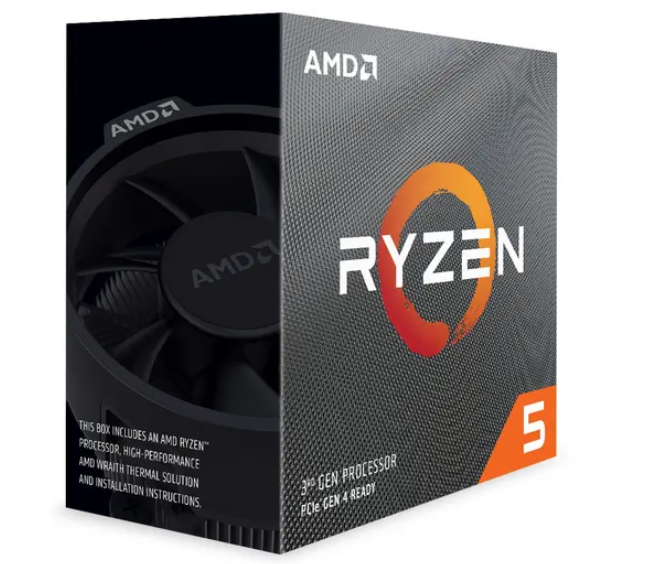 AMD
AMD
THIS BOX INCLUDES AN AMD RYZEN™
PROCESSOR, HIGH-PERFORMANCE
AMD WRAITH THERMAL SOLUTION
AND INSTALLATION INSTRUCTIONS.
AMD
RYZEN
5
3RD GEN PROCESSOR
PCIe GEN 4 READY